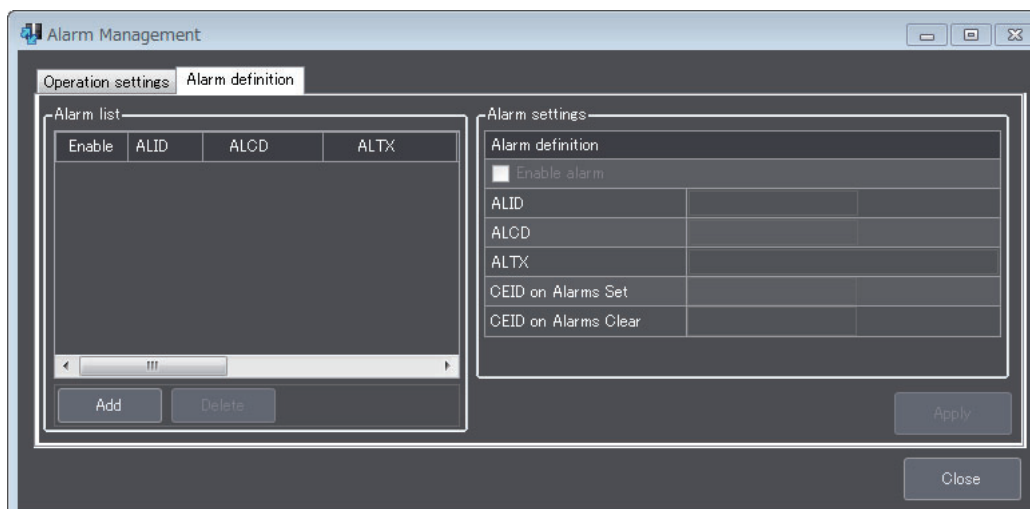 Alarm Management
Operation settings Alarm definition
Alarm list
Enable ALID ALCD ALTX
Add Delete
Alarm settings
Alarm definition
Enable alarm
ALID
ALCD
ALTX
CEID on Alarms Set
CEID on Alarms Clear
Apply
Close